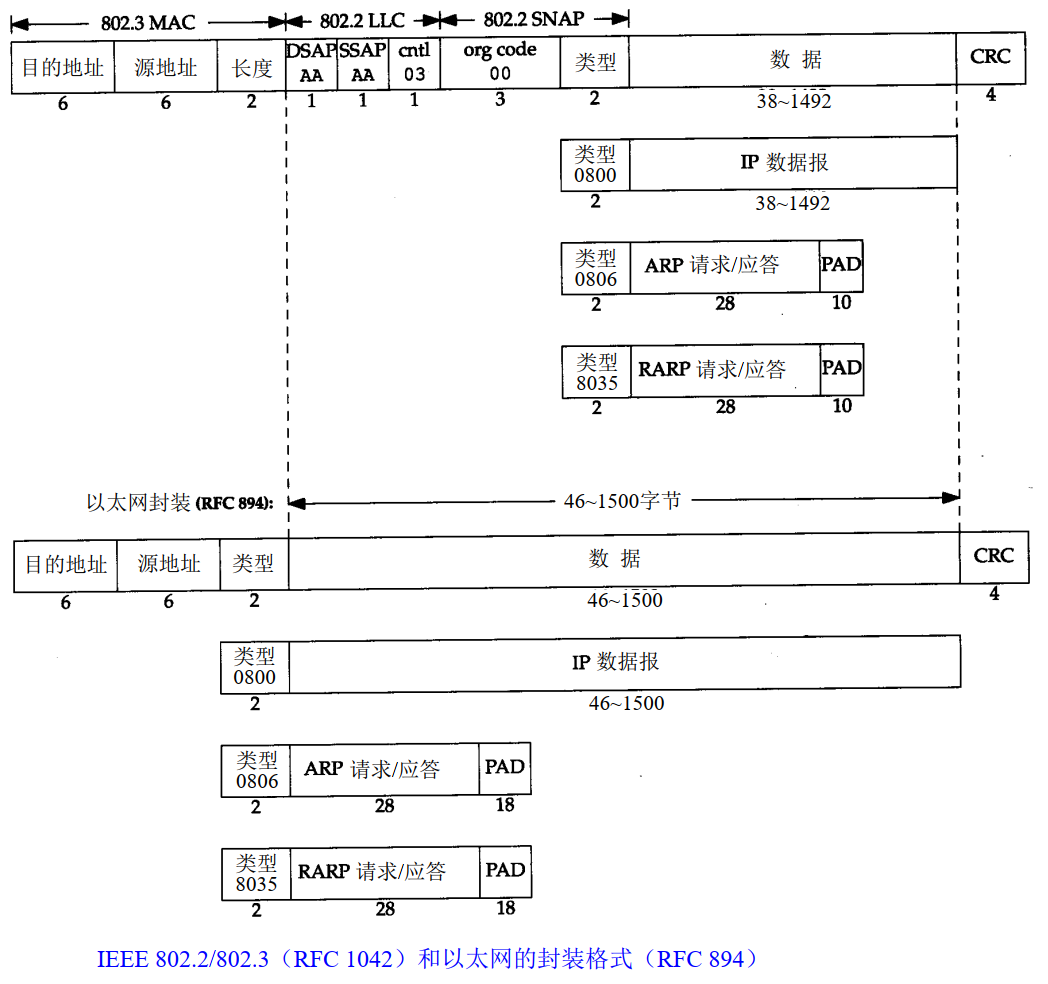 802.3 MAC 802.2 LLC 802.2 SNAP
目的地址 源地址 长度 DSAP AA SSAP AA cntl 03 org code 00 类型 数 据 CRC
6 6 2 1 1 1 3 2 38~1492 4
类型 0800 IP 数据报
2 38~1492
类型 0806 ARP 请求/应答 PAD
2 28 10
类型 8035 RARP 请求/应答 PAD
2 28 10
以太网封装 (RFC 894): 46~1500字节
目的地址 源地址 类型 数 据 CRC
6 6 2 46~1500 4
类型 0800 IP 数据报
2 46~1500
类型 0806 ARP 请求/应答 PAD
2 28 18
类型 8035 RARP 请求/应答 PAD
2 28 18
IEEE 802.2/802.3（RFC 1042）和以太网的封装格式（RFC 894）